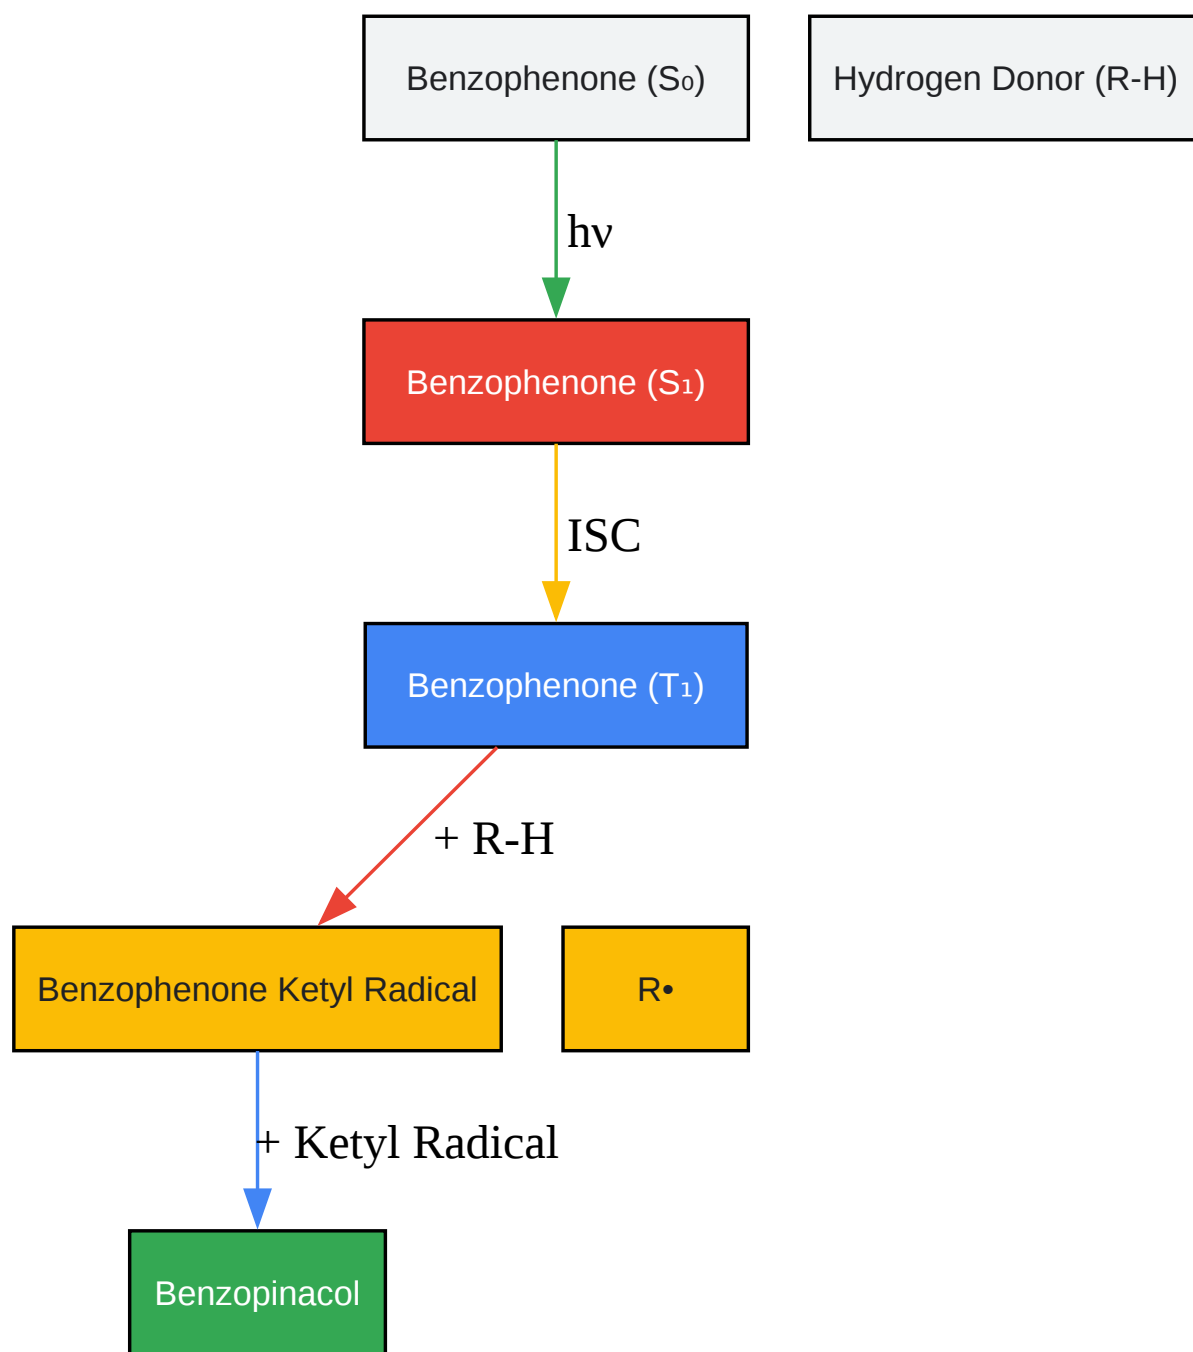 Benzophenone (S₀)
Hydrogen Donor (R-H)
hν
Benzophenone (S₁)
ISC
Benzophenone (T₁)
+ R-H
Benzophenone Ketyl Radical
R•
+ Ketyl Radical
Benzopinacol